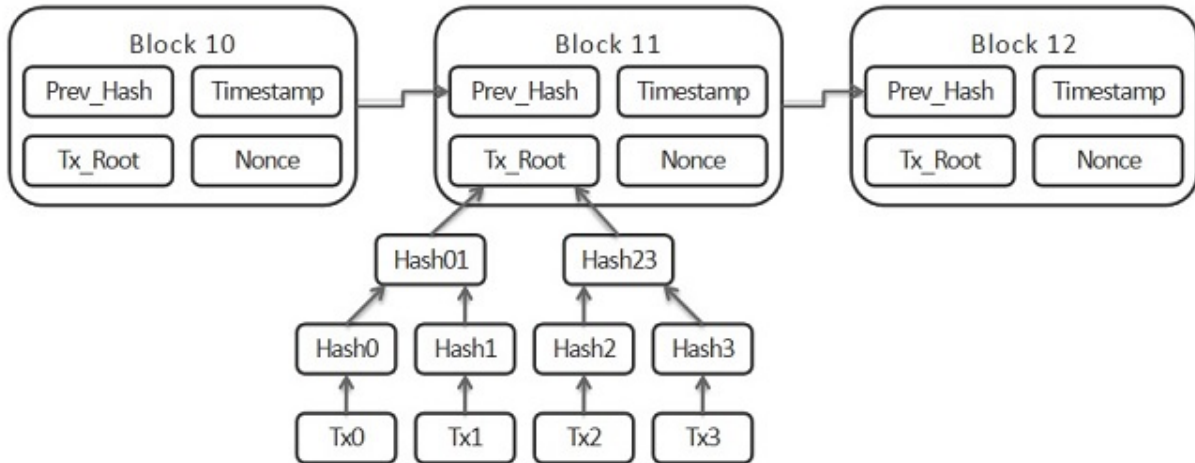 Block 10
Prev_Hash Timestamp
Tx_Root Nonce
Block 11
Prev_Hash Timestamp
Tx_Root Nonce
Block 12
Prev_Hash Timestamp
Tx_Root Nonce
Hash01 Hash23
Hash0 Hash1 Hash2 Hash3
Tx0 Tx1 Tx2 Tx3